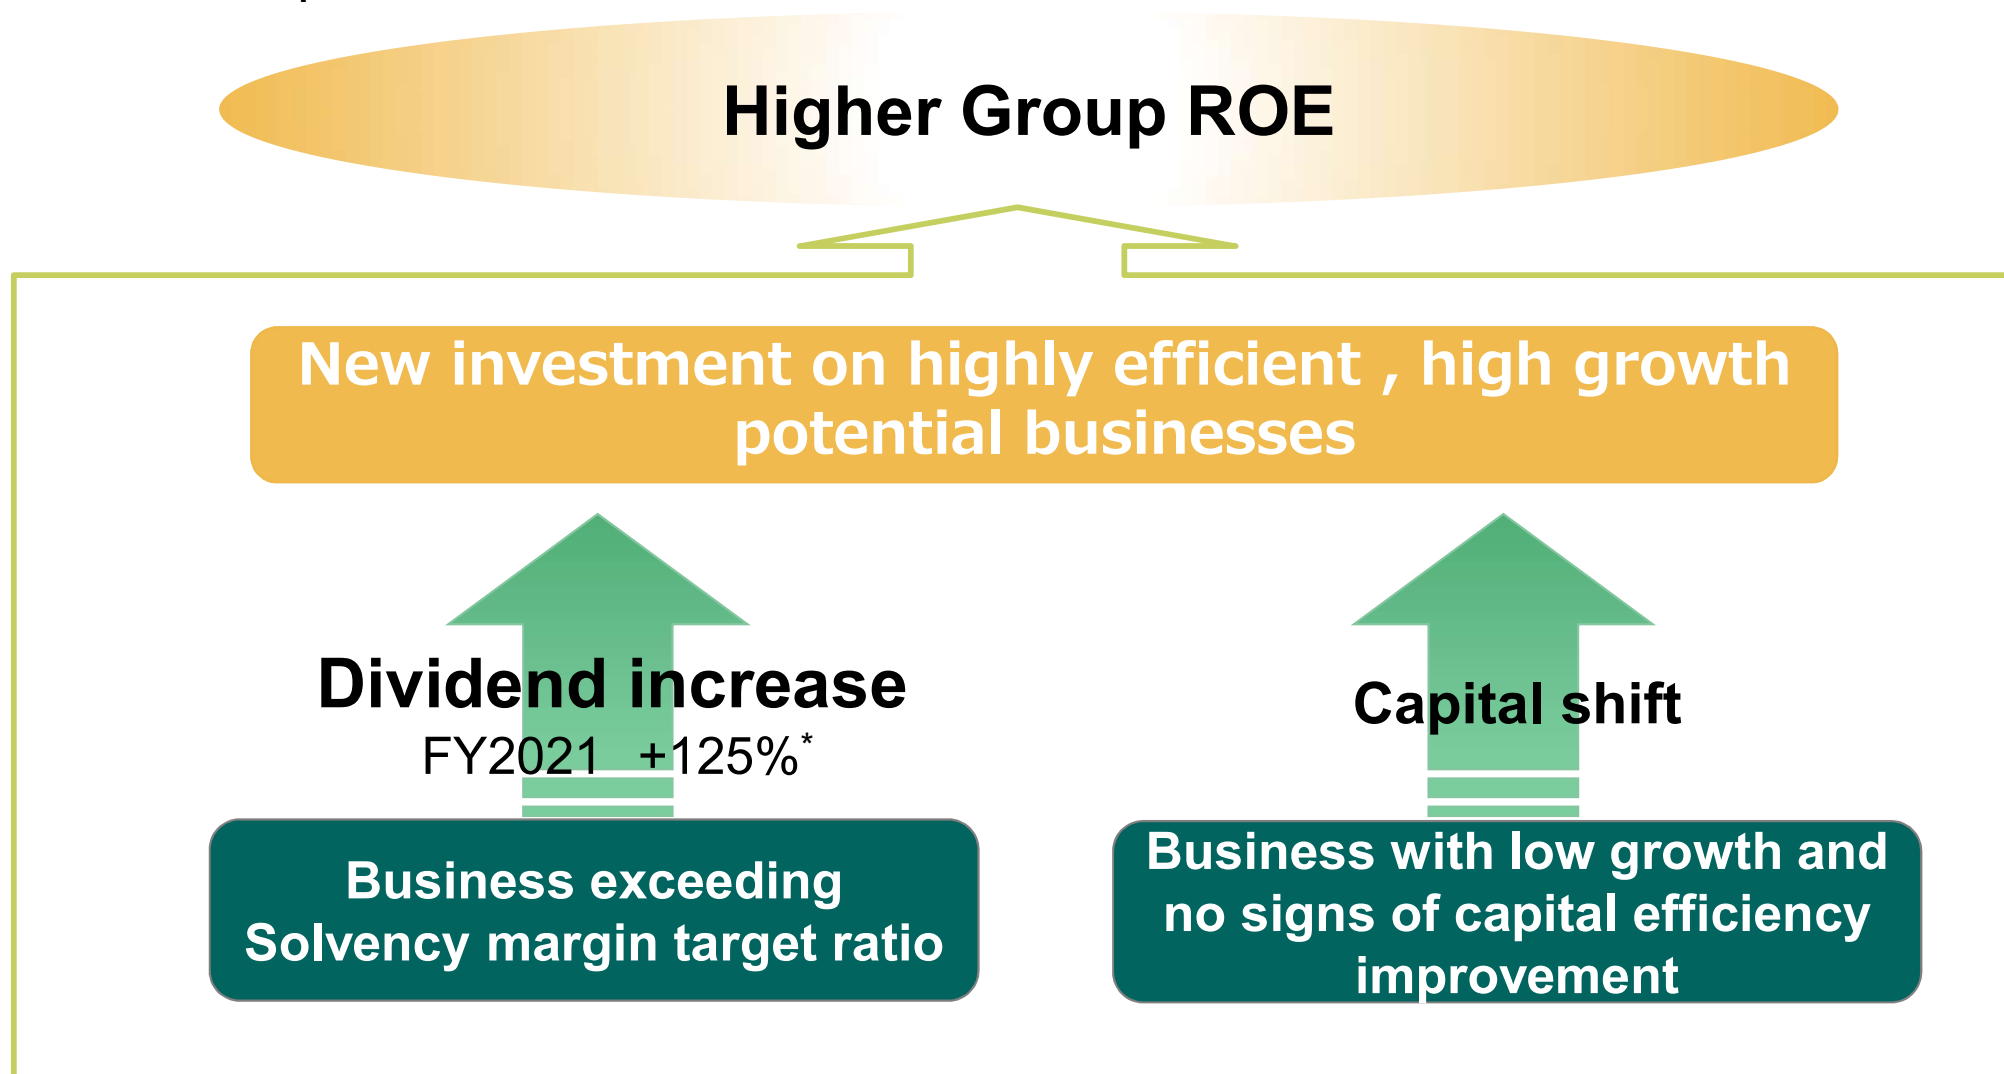 Higher Group ROE
New investment on highly efficient , high growth
potential businesses
Dividend increase
FY2021 +125%*
Capital shift
Business exceeding
Solvency margin target ratio
Business with low growth and
no signs of capital efficiency
improvement